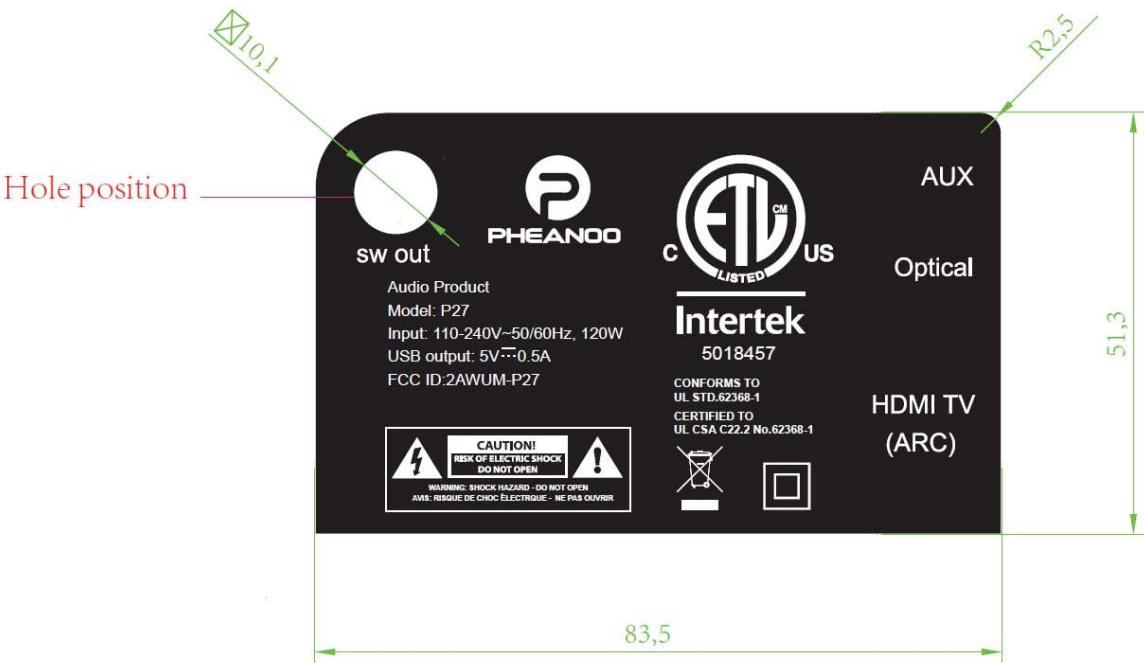 10,1
R2,5
Hole position
sw out
PHEANOO
Audio Product
Model: P27
Input: 110-240V~50/60Hz, 120W
USB output: 5V⎓0.5A
FCC ID:2AWUM-P27
CAUTION!
RISK OF ELECTRIC SHOCK
DO NOT OPEN
WARNING: SHOCK HAZARD - DO NOT OPEN
AVIS: RISQUE DE CHOC ÉLECTRQUE - NE PAS OUVRIR
ETL CM
C US
LISTED
Intertek
5018457
CONFORMS TO
UL STD.62368-1
CERTIFIED TO
UL CSA C22.2 No.62368-1
AUX
Optical
HDMI TV
(ARC)
51,3
83,5